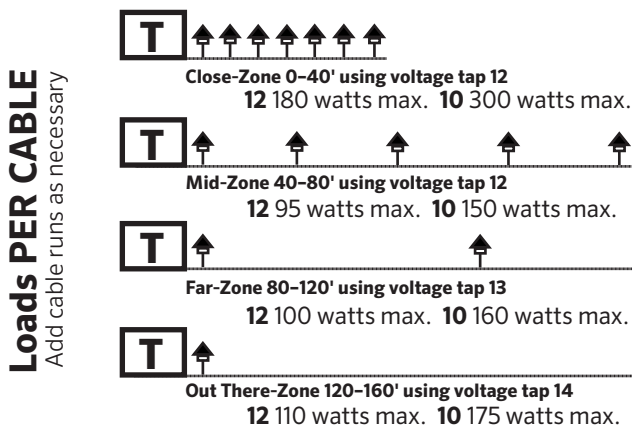 Loads PER CABLE
Add cable runs as necessary
T
Close-Zone 0–40' using voltage tap 12
12 180 watts max. 10 300 watts max.
T
Mid-Zone 40–80' using voltage tap 12
12 95 watts max. 10 150 watts max.
T
Far-Zone 80–120' using voltage tap 13
12 100 watts max. 10 160 watts max.
T
Out There-Zone 120–160' using voltage tap 14
12 110 watts max. 10 175 watts max.